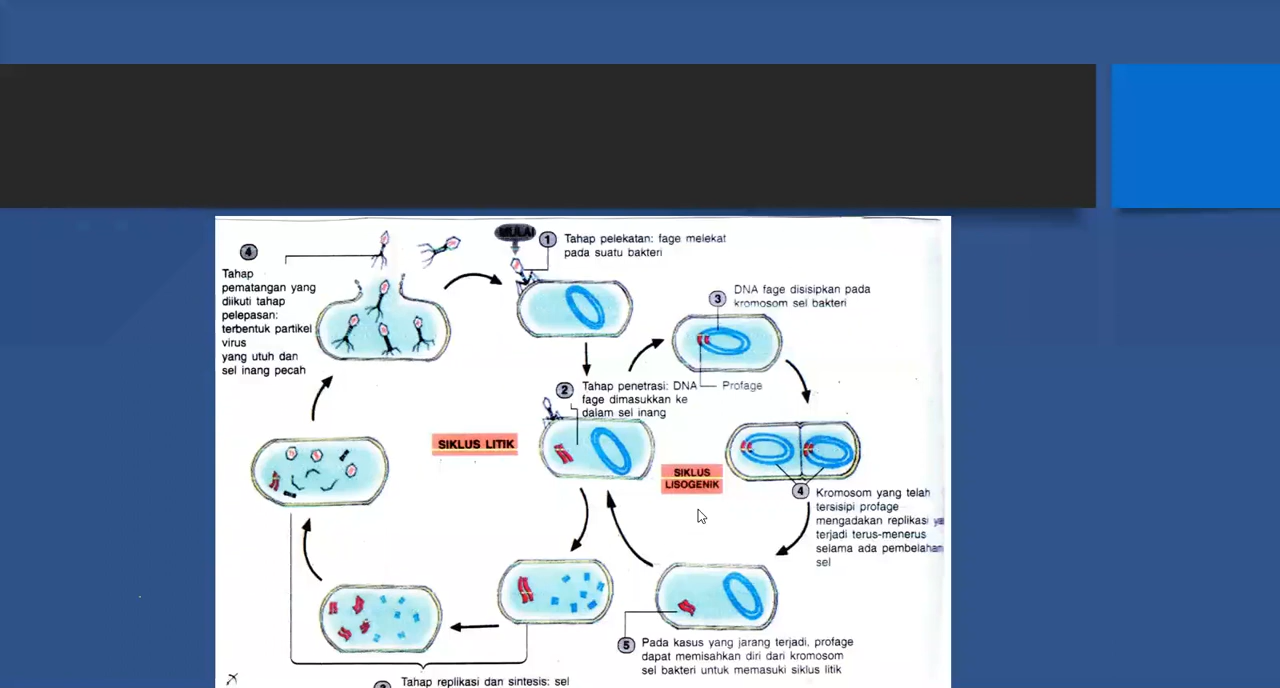 MULAI
1
Tahap pelekatan: fage melekat
pada suatu bakteri
4
Tahap
pematangan yang
diikuti tahap
pelepasan:
terbentuk partikel
virus
yang utuh dan
sel inang pecah
3
DNA fage disisipkan pada
kromosom sel bakteri
Profage
2
Tahap penetrasi: DNA
fage dimasukkan ke
dalam sel inang
SIKLUS LITIK
SIKLUS
LISOGENIK
4
Kromosom yang telah
tersisipi profage
mengadakan replikasi
terjadi terus-menerus
selama ada pembelahan
sel
5
Pada kasus yang jarang terjadi, profage
dapat memisahkan diri dari kromosom
sel bakteri untuk memasuki siklus litik
3
Tahap replikasi dan sintesis: sel